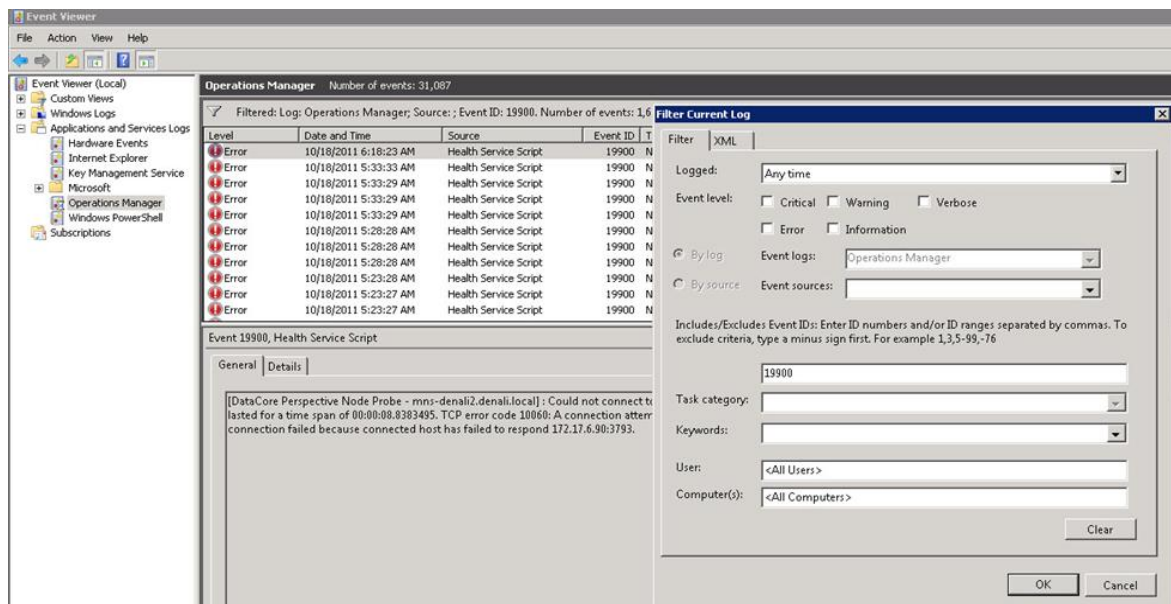 Event Viewer
File Action View Help
Event Viewer (Local)
Custom Views
Windows Logs
Applications and Services Logs
Hardware Events
Internet Explorer
Key Management Service
Microsoft
Operations Manager
Windows PowerShell
Subscriptions
Operations Manager Number of events: 31,087
Filtered: Log: Operations Manager; Source: ; Event ID: 19900. Number of events: 1,6
Level Date and Time Source Event ID T
Error 10/18/2011 6:18:23 AM Health Service Script 19900 N
Error 10/18/2011 5:33:33 AM Health Service Script 19900 N
Error 10/18/2011 5:33:29 AM Health Service Script 19900 N
Error 10/18/2011 5:33:29 AM Health Service Script 19900 N
Error 10/18/2011 5:33:29 AM Health Service Script 19900 N
Error 10/18/2011 5:28:28 AM Health Service Script 19900 N
Error 10/18/2011 5:28:28 AM Health Service Script 19900 N
Error 10/18/2011 5:28:28 AM Health Service Script 19900 N
Error 10/18/2011 5:23:28 AM Health Service Script 19900 N
Error 10/18/2011 5:23:27 AM Health Service Script 19900 N
Error 10/18/2011 5:23:27 AM Health Service Script 19900 N
Event 19900, Health Service Script
General Details
[DataCore Perspective Node Probe - mns-denali2.denali.local] : Could not connect to
lasted for a time span of 00:00:08.8383495. TCP error code 10060: A connection attem
connection failed because connected host has failed to respond 172.17.6.90:3793.
Filter Current Log
Filter XML
Logged: Any time
Event level: Critical Warning Verbose
Error Information
By log Event logs: Operations Manager
By source Event sources:
Includes/Excludes Event IDs: Enter ID numbers and/or ID ranges separated by commas. To
exclude criteria, type a minus sign first. For example 1,3,5-99,-76
19900
Task category:
Keywords:
User: <All Users>
Computer(s): <All Computers>
Clear
OK Cancel